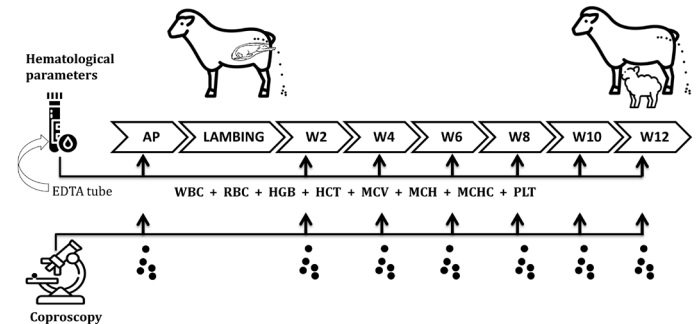 Hematological
parameters
AP LAMBING W2 W4 W6 W8 W10 W12
EDTA tube
WBC + RBC + HGB + HCT + MCV + MCH + MCHC + PLT
Coproscopy